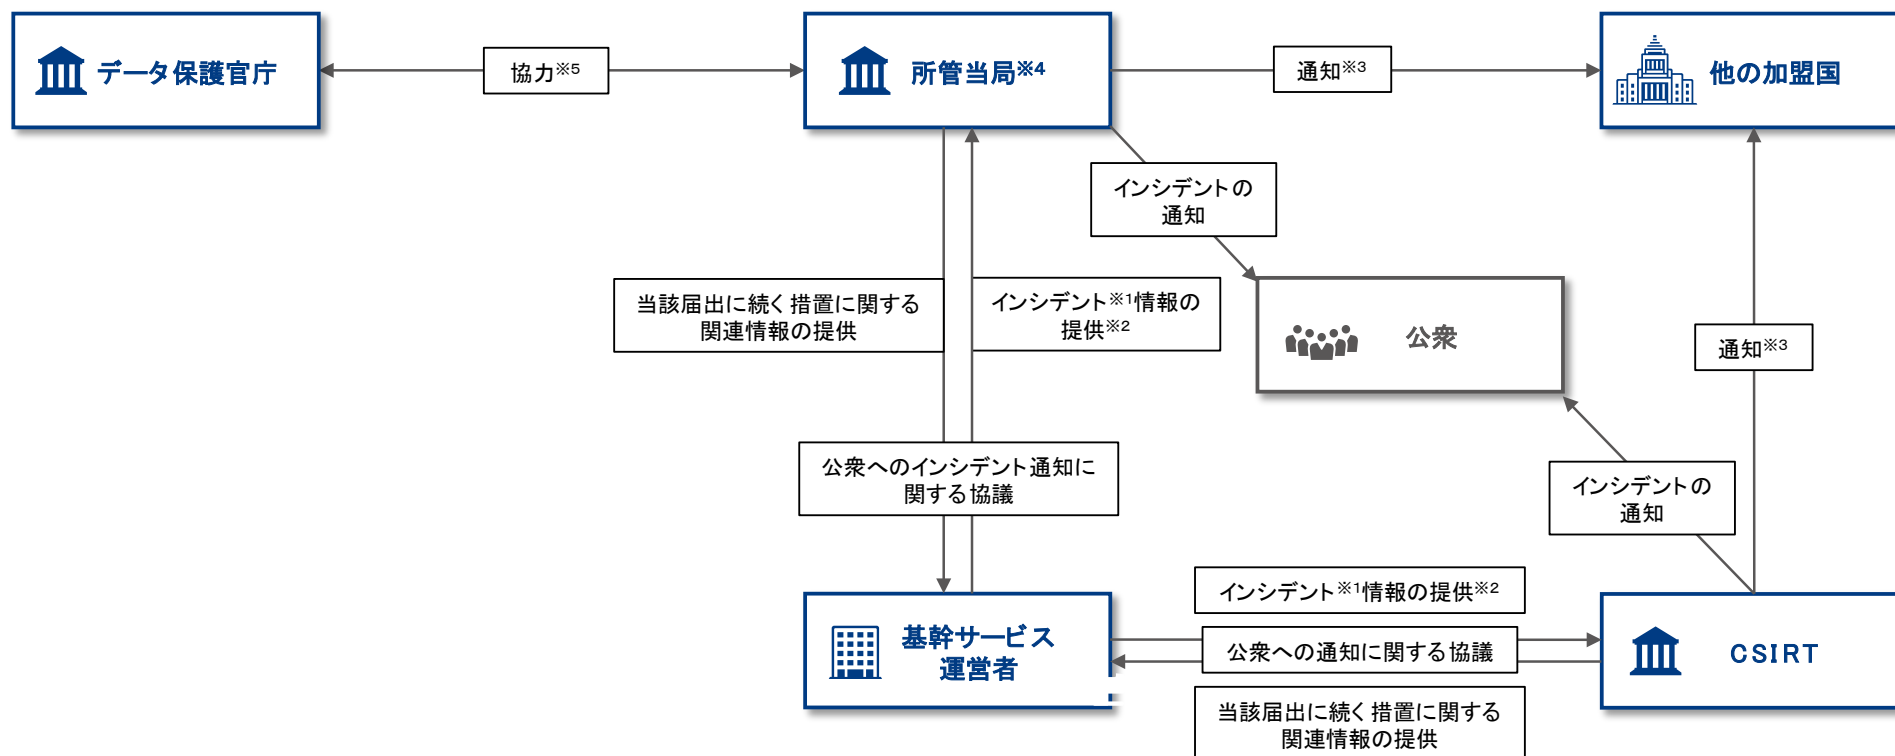 データ保護官庁
協力※5
所管当局※4
通知※3
他の加盟国
インシデントの
通知
当該届出に続く措置に関する
関連情報の提供
インシデント※1情報の
提供※2
公衆
通知※3
公衆へのインシデント通知に
関する協議
インシデントの
通知
基幹サービス
運営者
インシデント※1情報の提供※2
公衆への通知に関する協議
当該届出に続く措置に関する
関連情報の提供
CSIRT